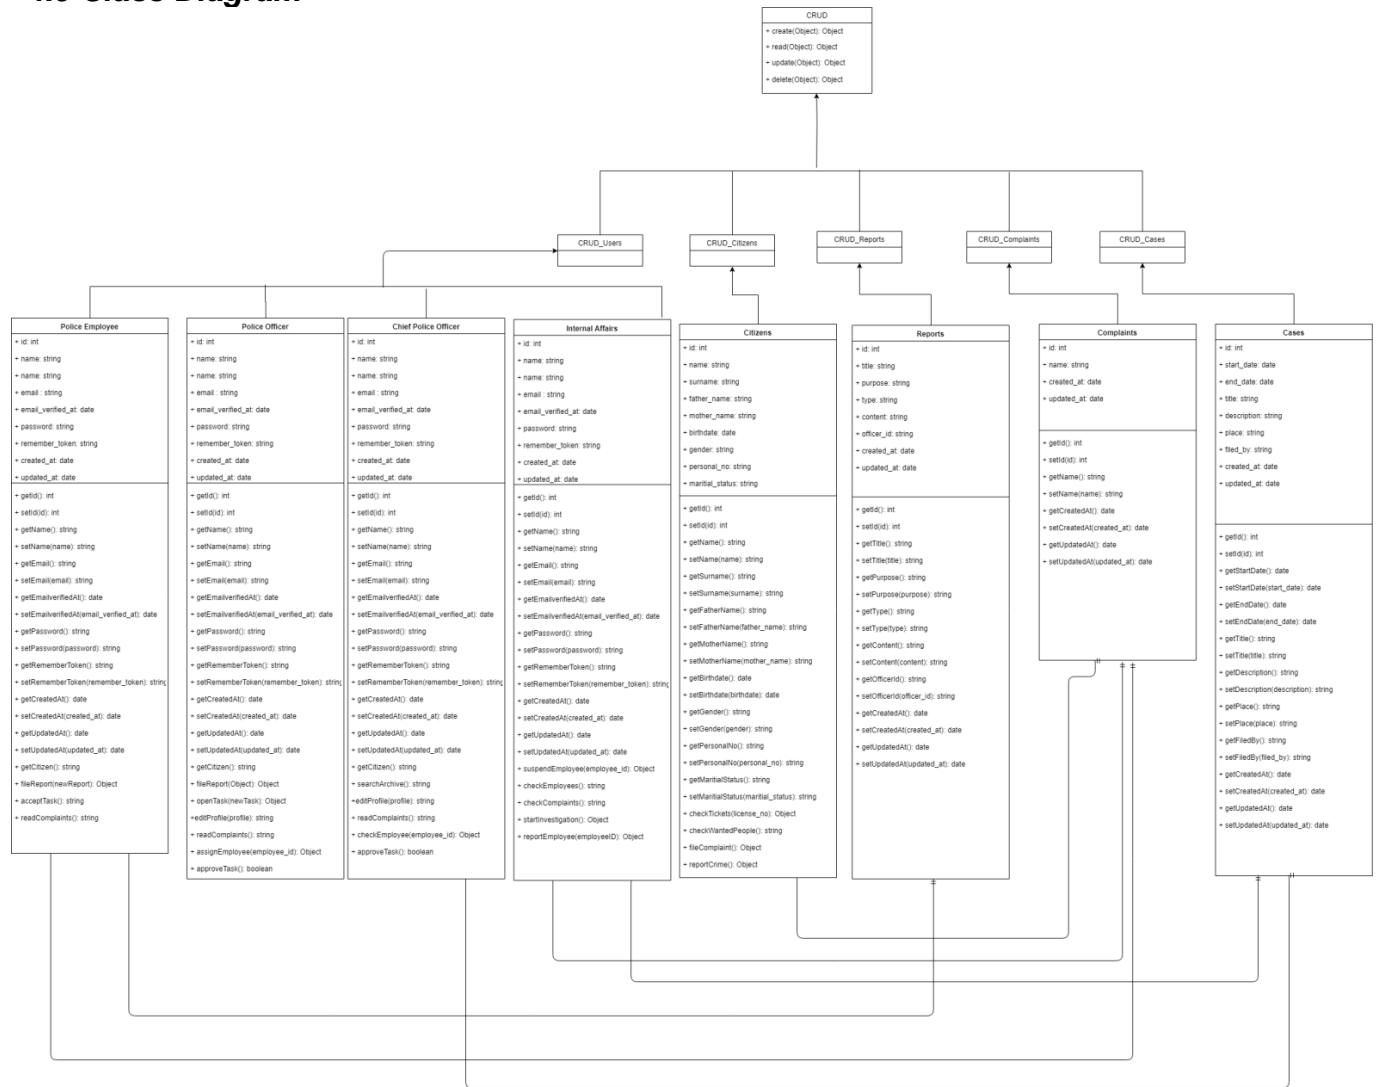 4.0 Class Diagram
CRUD
+ create(Object): Object
+ read(Object): Object
+ update(Object): Object
+ delete(Object): Object
CRUD_Users
CRUD_Citizens
CRUD_Reports
CRUD_Complaints
CRUD_Cases
Police Employee
+ id: int
+ name: string
+ name: string
+ email : string
+ email_verified_at: date
+ password: string
+ remember_token: string
+ created_at: date
+ updated_at: date
+ getId(): int
+ setId(id): int
+ getName(): string
+ setName(name): string
+ getEmail(): string
+ setEmail(email): string
+ getEmailverifiedAt(): date
+ setEmailverifiedAt(email_verified_at): date
+ getPassword(): string
+ setPassword(password): string
+ getRememberToken(): string
+ setRememberToken(remember_token): string
+ getCreatedAt(): date
+ setCreatedAt(created_at): date
+ getUpdatedAt(): date
+ setUpdatedAt(updated_at): date
+ getCitizen(): string
+ fileReport(newReport): Object
+ acceptTask(): string
+ readComplaints(): string
Police Officer
+ id: int
+ name: string
+ name: string
+ email : string
+ email_verified_at: date
+ password: string
+ remember_token: string
+ created_at: date
+ updated_at: date
+ getId(): int
+ setId(id): int
+ getName(): string
+ setName(name): string
+ getEmail(): string
+ setEmail(email): string
+ getEmailverifiedAt(): date
+ setEmailverifiedAt(email_verified_at): date
+ getPassword(): string
+ setPassword(password): string
+ getRememberToken(): string
+ setRememberToken(remember_token): string
+ getCreatedAt(): date
+ setCreatedAt(created_at): date
+ getUpdatedAt(): date
+ setUpdatedAt(updated_at): date
+ getCitizen(): string
+ fileReport(Object): Object
+ openTask(newTask): Object
+editProfile(profile): string
+ readComplaints(): string
+ assignEmployee(employee_id): Object
+ approveTask(): boolean
Chief Police Officer
+ id: int
+ name: string
+ name: string
+ email : string
+ email_verified_at: date
+ password: string
+ remember_token: string
+ created_at: date
+ updated_at: date
+ getId(): int
+ setId(id): int
+ getName(): string
+ setName(name): string
+ getEmail(): string
+ setEmail(email): string
+ getEmailverifiedAt(): date
+ setEmailverifiedAt(email_verified_at): date
+ getPassword(): string
+ setPassword(password): string
+ getRememberToken(): string
+ setRememberToken(remember_token): string
+ getCreatedAt(): date
+ setCreatedAt(created_at): date
+ getUpdatedAt(): date
+ setUpdatedAt(updated_at): date
+ getCitizen(): string
+ searchArchive(): string
+editProfile(profile): string
+ readComplaints(): string
+ checkEmployee(employee_id): Object
+ approveTask(): boolean
Internal Affairs
+ id: int
+ name: string
+ name: string
+ email : string
+ email_verified_at: date
+ password: string
+ remember_token: string
+ created_at: date
+ updated_at: date
+ getId(): int
+ setId(id): int
+ getName(): string
+ setName(name): string
+ getEmail(): string
+ setEmail(email): string
+ getEmailverifiedAt(): date
+ setEmailverifiedAt(email_verified_at): date
+ getPassword(): string
+ setPassword(password): string
+ getRememberToken(): string
+ setRememberToken(remember_token): string
+ getCreatedAt(): date
+ setCreatedAt(created_at): date
+ getUpdatedAt(): date
+ setUpdatedAt(updated_at): date
+ suspendEmployee(employee_id): Object
+ checkEmployees(): string
+ checkComplaints(): string
+ startInvestigation(): Object
+ reportEmployee(employeeID): Object
Citizens
+ id: int
+ name: string
+ surname: string
+ father_name: string
+ mother_name: string
+ birthdate: date
+ gender: string
+ personal_no: string
+ maritial_status: string
+ getId(): int
+ setId(id): int
+ getName(): string
+ setName(name): string
+ getSurname(): string
+ setSurname(surname): string
+ getFatherName(): string
+ setFatherName(father_name): string
+ getMotherName(): string
+ setMotherName(mother_name): string
+ getBirthdate(): date
+ setBirthdate(birthdate): date
+ getGender(): string
+ setGender(gender): string
+ getPersonalNo(): string
+ setPersonalNo(personal_no): string
+ getMaritialStatus(): string
+ setMaritialStatus(maritial_status): string
+ checkTickets(license_no): Object
+ checkWantedPeople(): string
+ fileComplaint(): Object
+ reportCrime(): Object
Reports
+ id: int
+ title: string
+ purpose: string
+ type: string
+ content: string
+ officer_id: string
+ created_at: date
+ updated_at: date
+ getId(): int
+ setId(id): int
+ getTitle(): string
+ setTitle(title): string
+ getPurpose(): string
+ setPurpose(purpose): string
+ getType(): string
+ setType(type): string
+ getContent(): string
+ setContent(content): string
+ getOfficerId(): string
+ setOfficerId(officer_id): string
+ getCreatedAt(): date
+ setCreatedAt(created_at): date
+ getUpdatedAt(): date
+ setUpdatedAt(updated_at): date
Complaints
+ id: int
+ name: string
+ created_at: date
+ updated_at: date
+ getId(): int
+ setId(id): int
+ getName(): string
+ setName(name): string
+ getCreatedAt(): date
+ setCreatedAt(created_at): date
+ getUpdatedAt(): date
+ setUpdatedAt(updated_at): date
Cases
+ id: int
+ start_date: date
+ end_date: date
+ title: string
+ description: string
+ place: string
+ filed_by: string
+ created_at: date
+ updated_at: date
+ getId(): int
+ setId(id): int
+ getStartDate(): date
+ setStartDate(start_date): date
+ getEndDate(): date
+ setEndDate(end_date): date
+ getTitle(): string
+ setTitle(title): string
+ getDescription(): string
+ setDescription(description): string
+ getPlace(): string
+ setPlace(place): string
+ getFiledBy(): string
+ setFiledBy(filed_by): string
+ getCreatedAt(): date
+ setCreatedAt(created_at): date
+ getUpdatedAt(): date
+ setUpdatedAt(updated_at): date